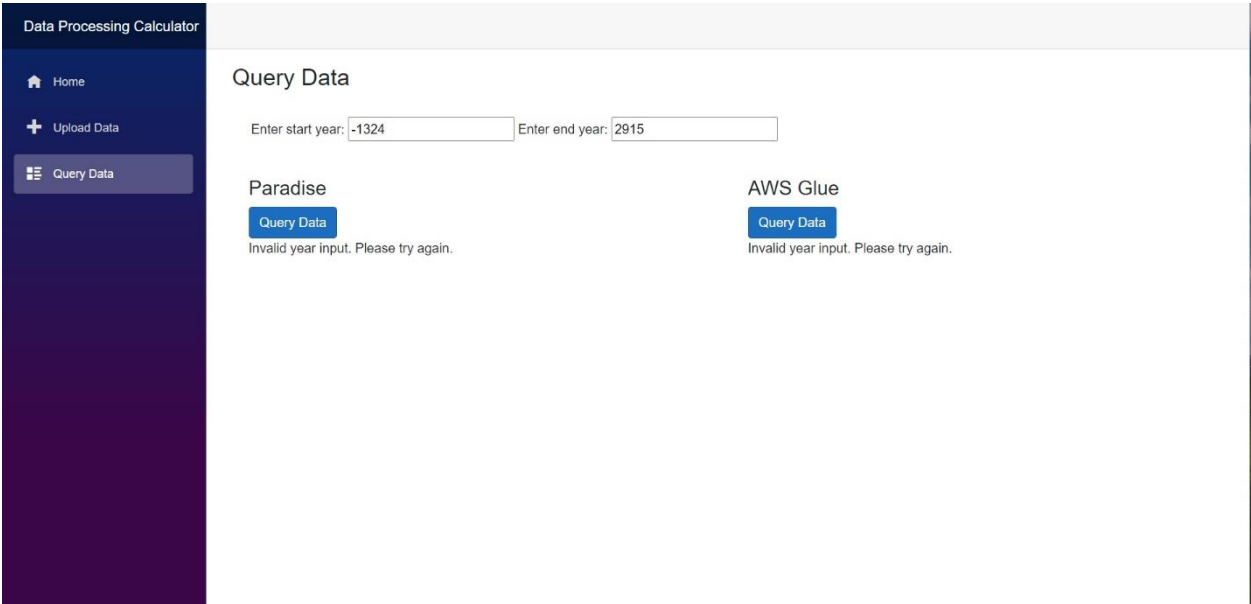 Data Processing Calculator
Home
Upload Data
Query Data
Query Data
Enter start year: -1324 Enter end year: 2915
Paradise
Query Data
Invalid year input. Please try again.
AWS Glue
Query Data
Invalid year input. Please try again.